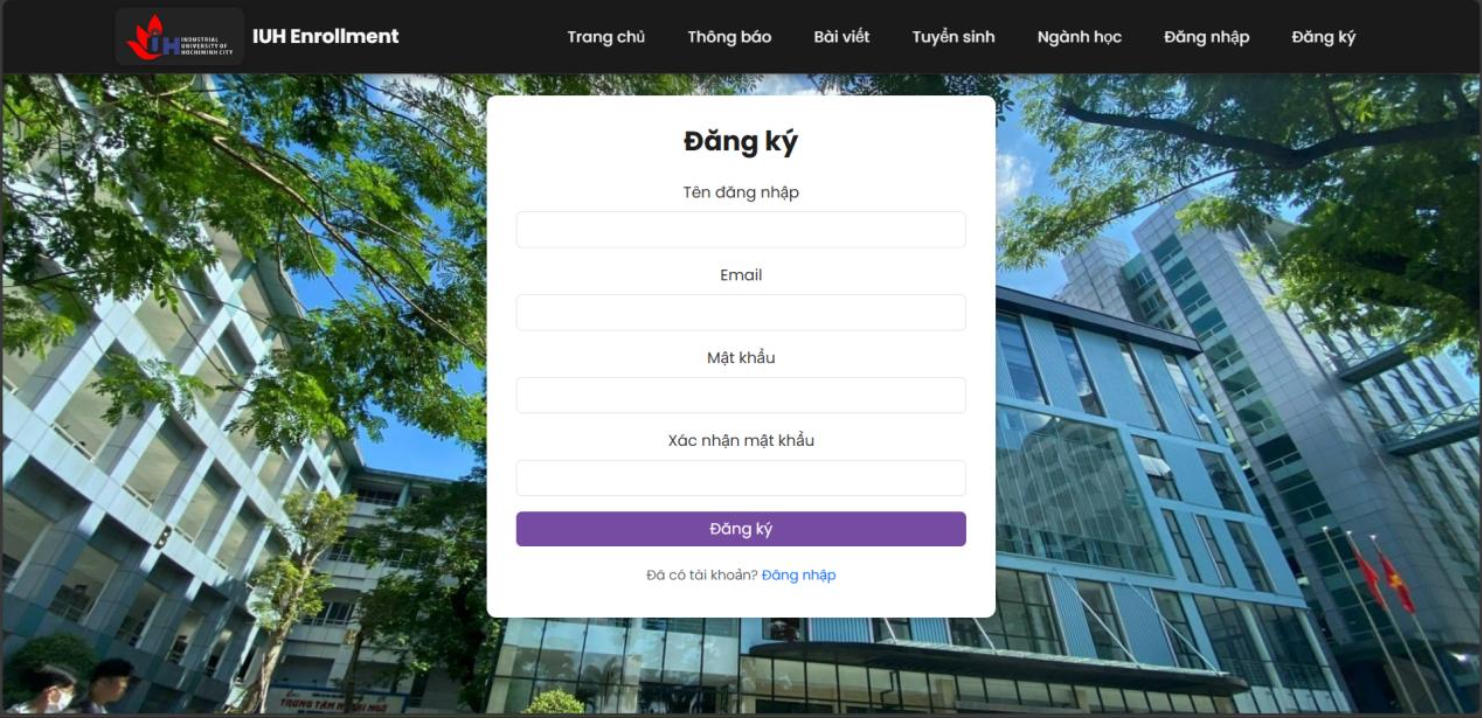 INDUSTRIAL
UNIVERSITY OF
HOCHIMINH CITY
IUH
IUH Enrollment
Trang chủ
Thông báo
Bài viết
Tuyển sinh
Ngành học
Đăng nhập
Đăng ký
Đăng ký
Tên đăng nhập
Email
Mật khẩu
Xác nhận mật khẩu
Đăng ký
Đã có tài khoản? Đăng nhập
B
TRUNG TÂM